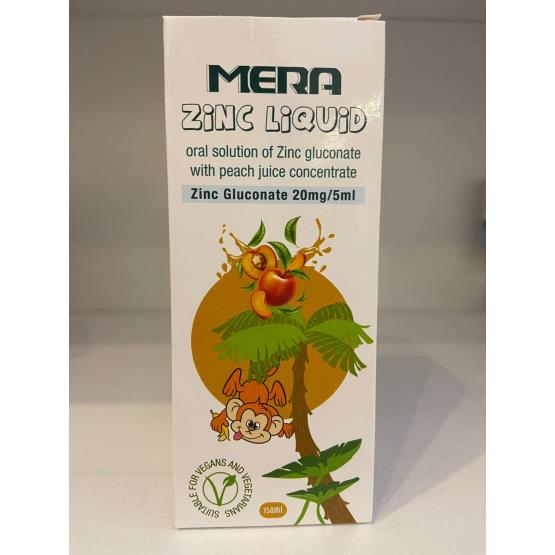 MERA
ZINC LIQUID
oral solution of Zinc gluconate
with peach juice concentrate
Zinc Gluconate 20mg/5ml
SUITABLE FOR VEGANS AND VEGETARIANS
150ml